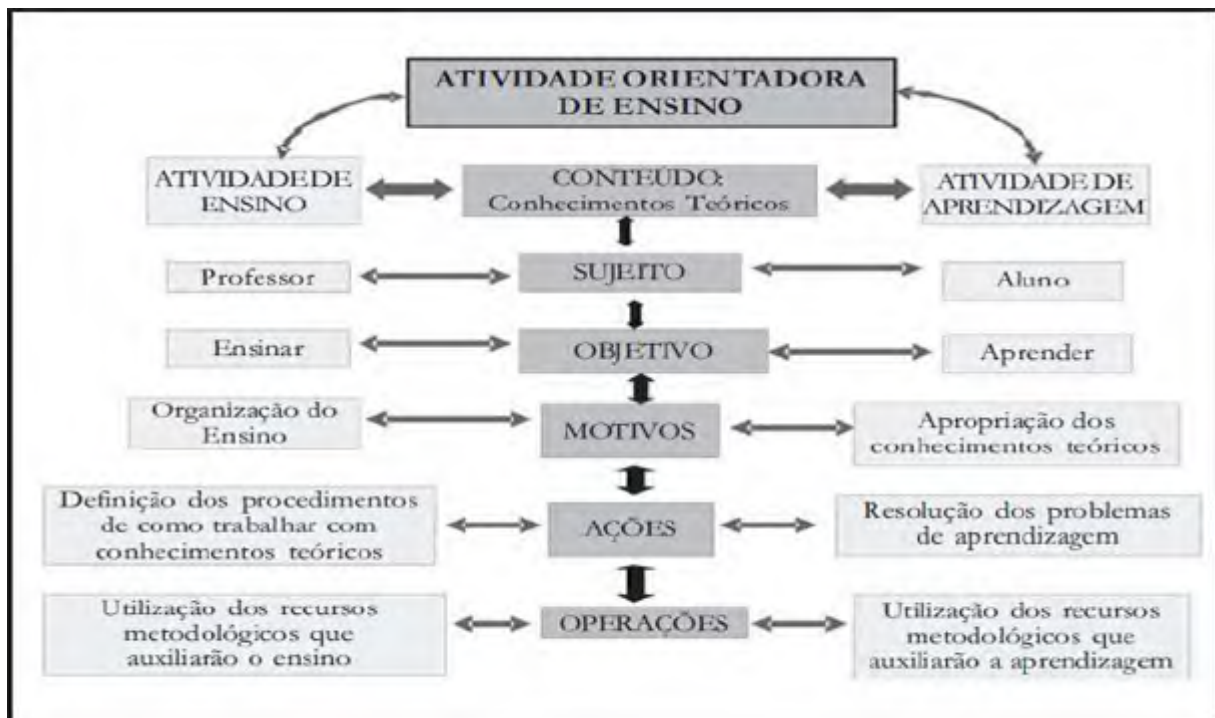 ATIVIDADE ORIENTADORA
DE ENSINO
ATIVIDADE DE
ENSINO
CONTEÚDO:
Conhecimentos Teóricos
ATIVIDADE DE
APRENDIZAGEM
Professor
SUJEITO
Aluno
Ensinar
OBJETIVO
Aprender
Organização do
Ensino
MOTIVOS
Apropriação dos
conhecimentos teóricos
Definição dos procedimentos
de como trabalhar com
conhecimentos teóricos
AÇÕES
Resolução dos problemas
de aprendizagem
Utilização dos recursos
metodológicos que
auxiliarão o ensino
OPERAÇÕES
Utilização dos recursos
metodológicos que
auxiliarão a aprendizagem